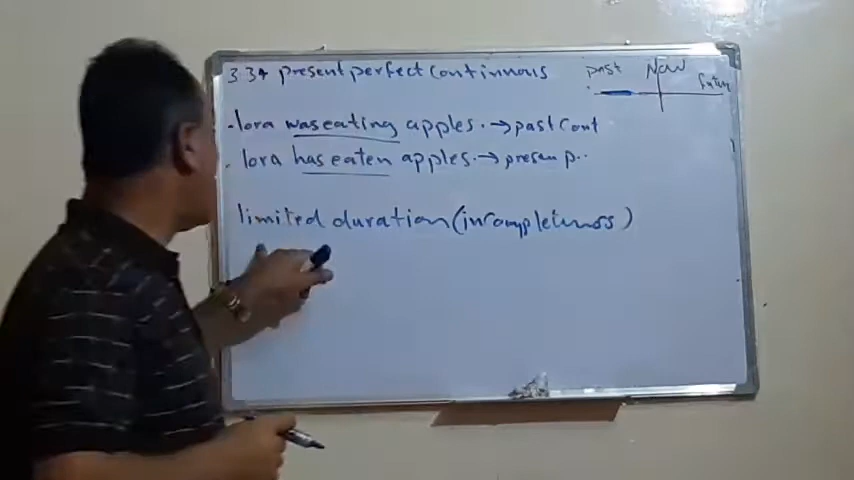 3.34 present perfect Continuous
past Now future
. lora was eating apples. → past Cont
. lora has eaten apples. → presen p..
limited duration (incompleteness)